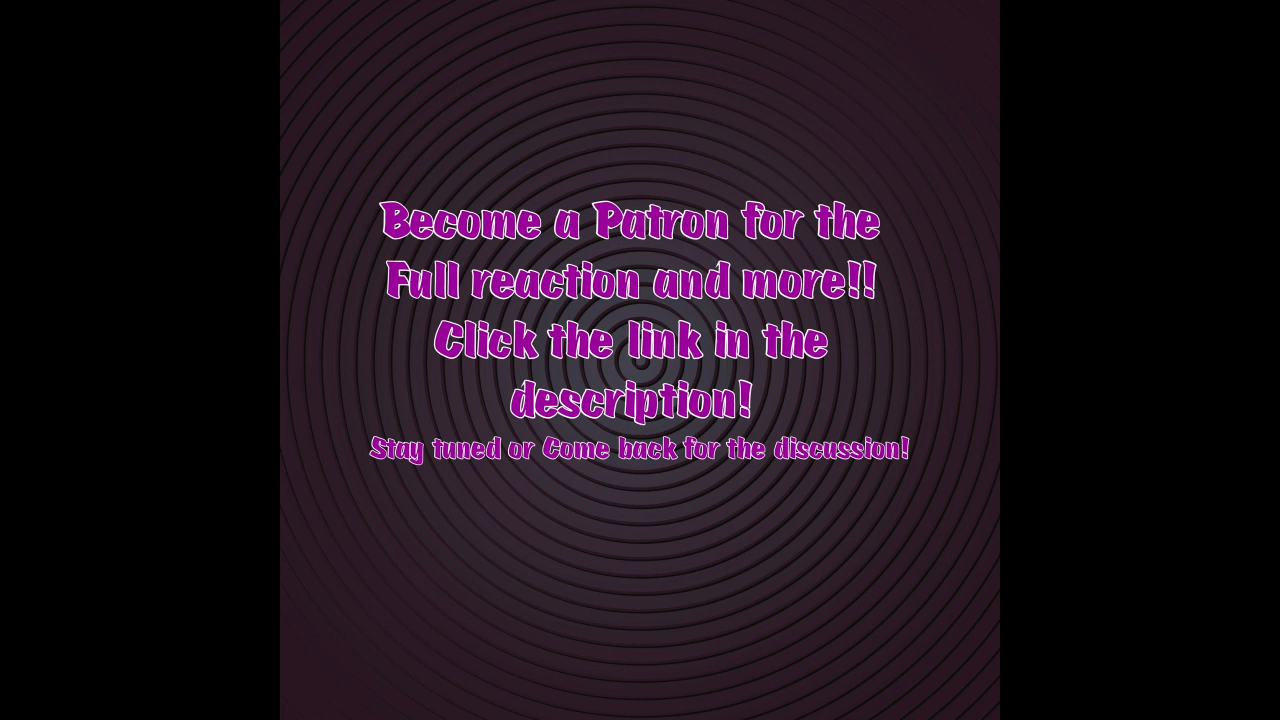 Become a Patron for the
Full reaction and more!!
Click the link in the
description!
Stay tuned or Come back for the discussion!